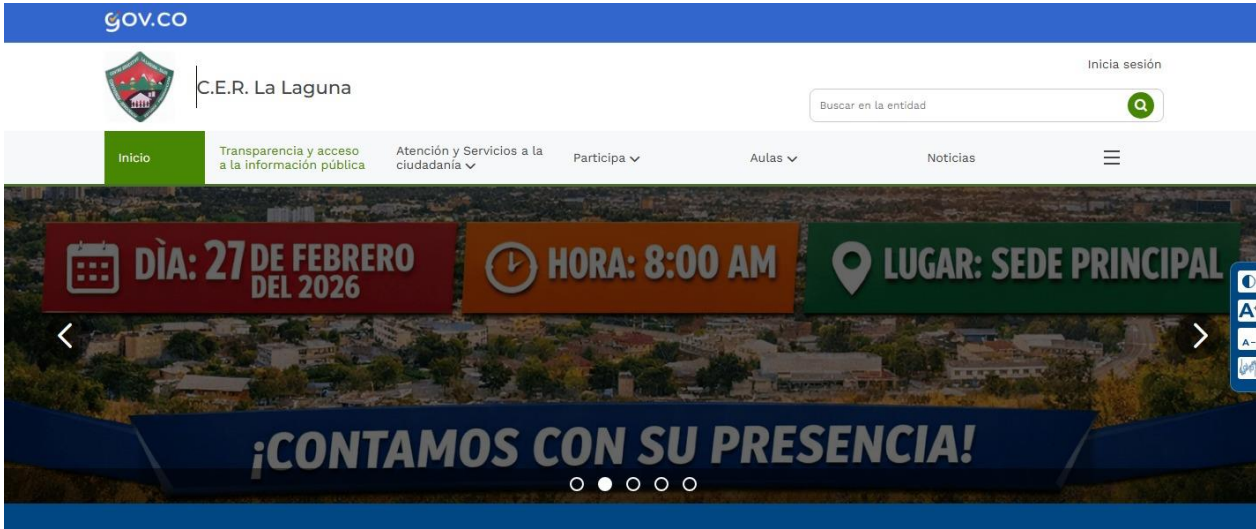 gov.co
C.E.R. La Laguna
Inicia sesión
Buscar en la entidad
Inicio
Transparencia y acceso
a la información pública
Atención y Servicios a la
ciudadanía
Participa
Aulas
Noticias
DÌA: 27 DE FEBRERO
DEL 2026
HORA: 8:00 AM
LUGAR: SEDE PRINCIPAL
A+
A-
¡CONTAMOS CON SU PRESENCIA!